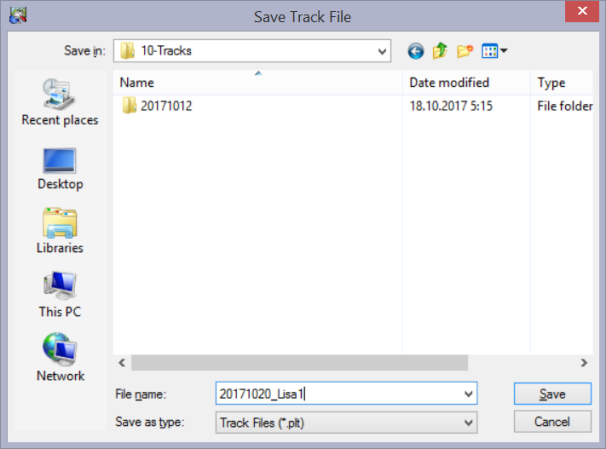 Save Track File
Save in: 10-Tracks
Name Date modified Type
20171012 18.10.2017 5:15 File folder
Recent places
Desktop
Libraries
This PC
Network
File name: 20171020_Lisa1 Save
Save as type: Track Files (*.plt) Cancel